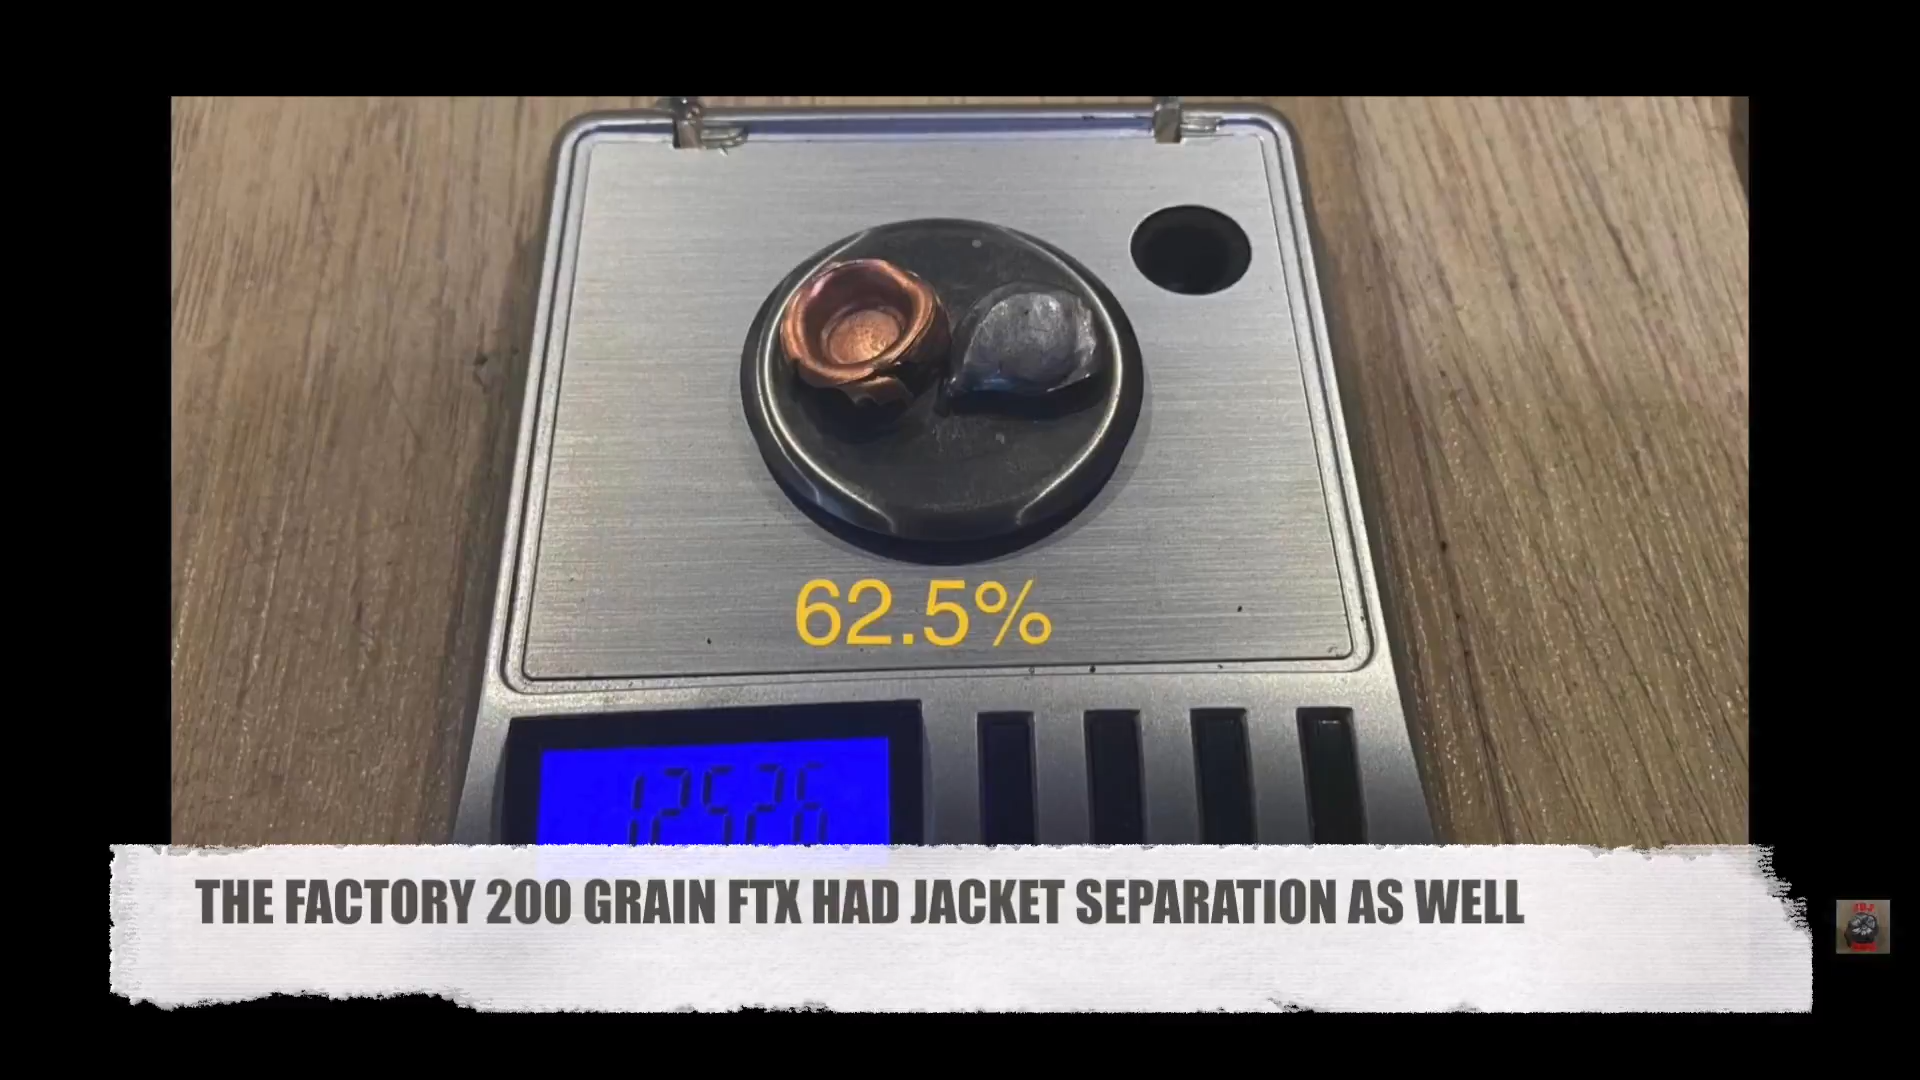 62.5%
THE FACTORY 200 GRAIN FTX HAD JACKET SEPARATION AS WELL